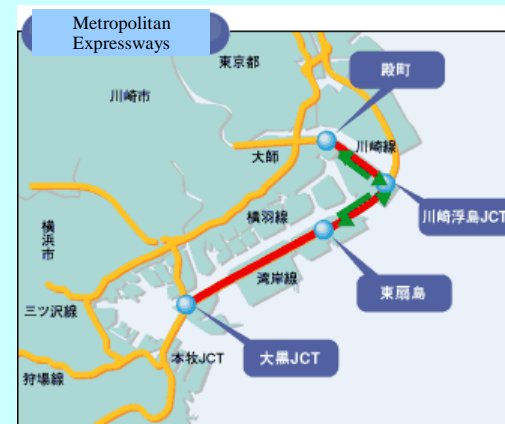 Metropolitan
Expressways
東京都
殿町
川崎市
大師
川崎線
川崎浮島JCT
横羽線
横浜市
湾岸線
東扇島
三ツ沢線
本牧JCT
大黒JCT
狩場線